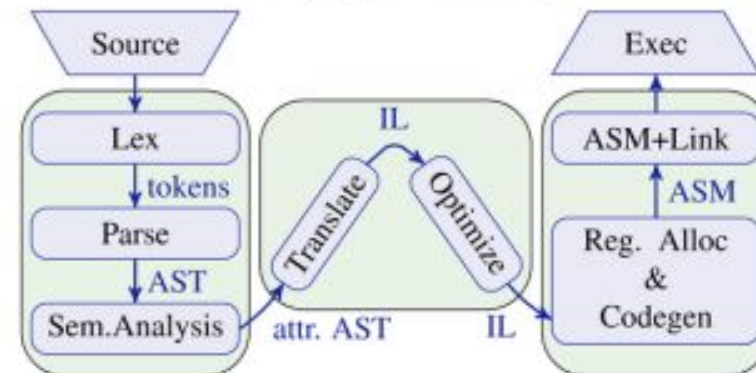 Source
Lex
tokens
Parse
AST
Sem.Analysis
attr. AST
Translate
IL
Optimize
IL
Reg. Alloc
&
Codegen
ASM
ASM+Link
Exec